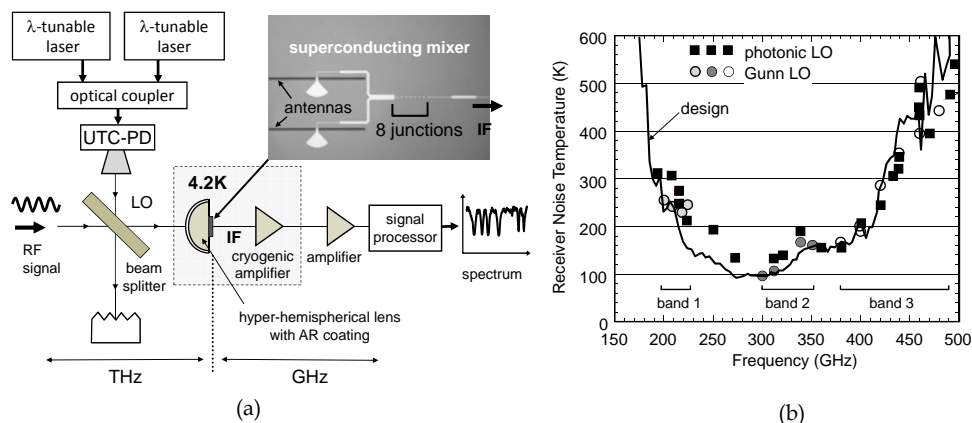 λ-tunable
laser
λ-tunable
laser
optical coupler
UTC-PD
superconducting mixer
antennas
8 junctions
IF
LO
4.2K
RF
signal
beam
splitter
IF
cryogenic
amplifier
amplifier
signal
processor
spectrum
hyper-hemispherical lens
with AR coating
THz
GHz
(a)
Receiver Noise Temperature (K)
600
500
400
300
200
100
0
photonic LO
Gunn LO
design
band 1
band 2
band 3
150 200 250 300 350 400 450 500
Frequency (GHz)
(b)